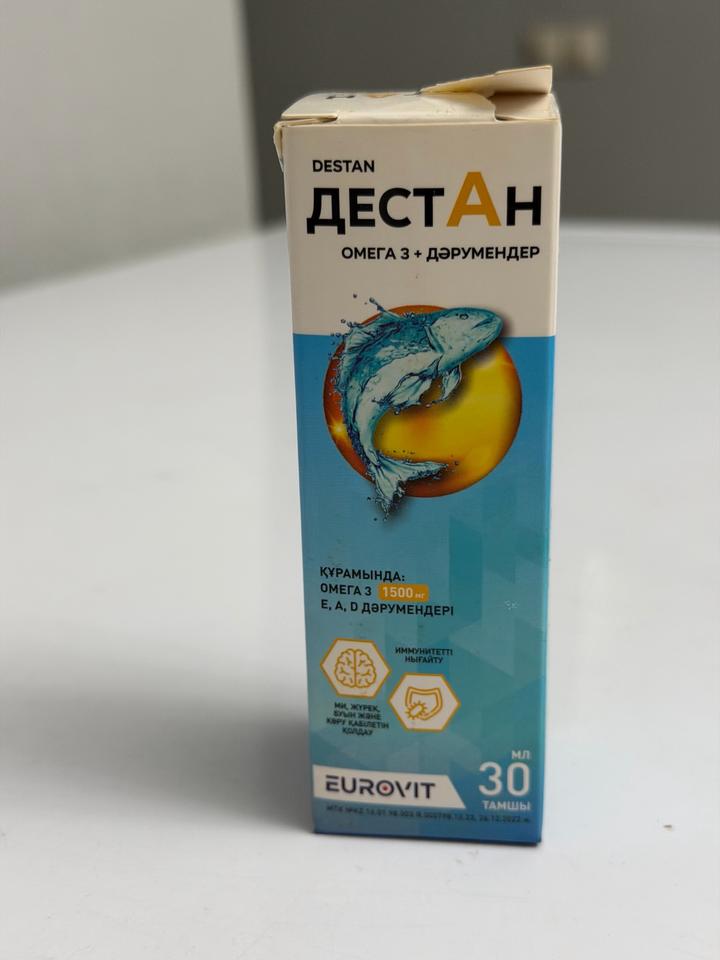 DESTAN
ДЕСТАН
ОМЕГА 3 + ДӘРУМЕНДЕР
ҚҰРАМЫНДА:
ОМЕГА 3 1500 мг
Е, А, D ДӘРУМЕНДЕРІ
ИММУНИТЕТТІ
НЫҒАЙТУ
МИ, ЖҮРЕК,
БУЫН ЖӘНЕ
КӨРУ ҚАБІЛЕТІН
ҚОЛДАУ
EUROVIT
МЛ
30
ТАМШЫ